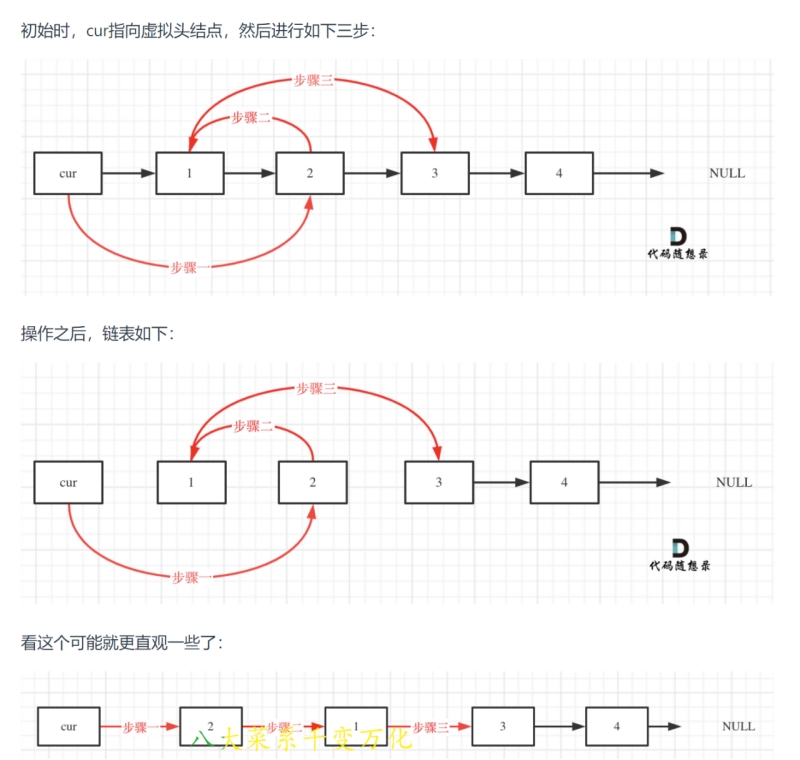 初始时，cur指向虚拟头结点，然后进行如下三步：
步骤三
步骤二
cur 1 2 3 4 NULL
步骤一
代码随想录
操作之后，链表如下：
步骤三
步骤二
cur 1 2 3 4 NULL
步骤一
代码随想录
看这个可能就更直观一些了：
cur 步骤一 2 步骤二 1 步骤三 3 4 NULL
八大菜系千变万化